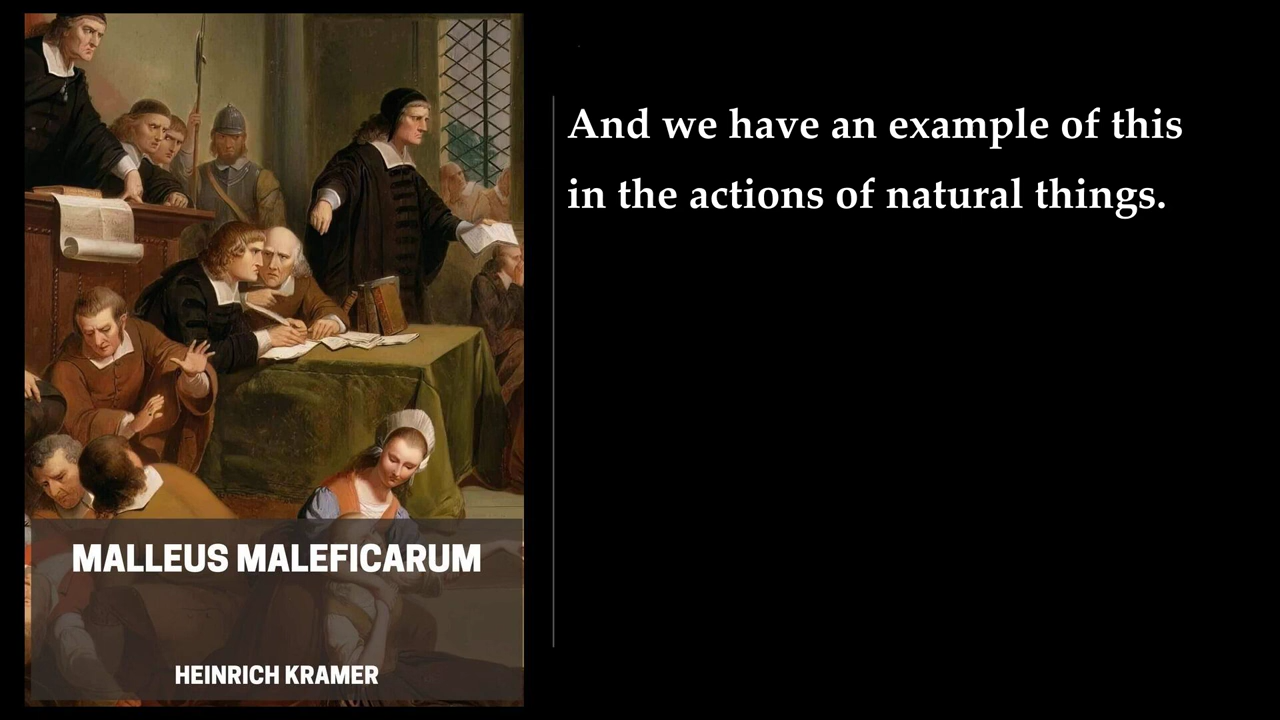 MALLEUS MALEFICARUM
HEINRICH KRAMER
And we have an example of this
in the actions of natural things.